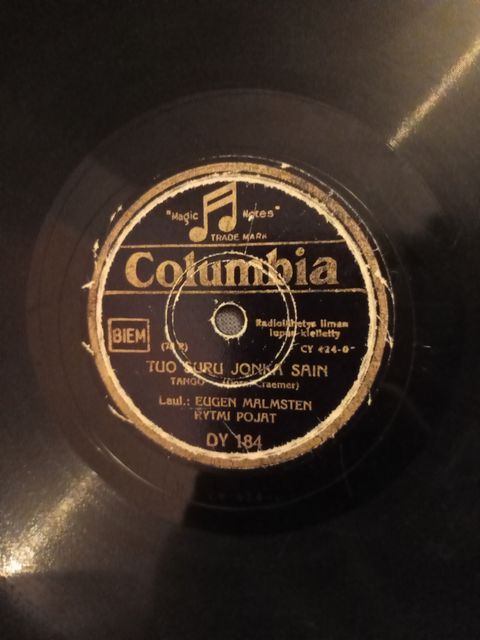 "Magic Notes"
TRADE MARK
Columbia
BIEM
Radiolähetys ilman
lupaa kielletty
(78 R)
TUO SURU JONKA SAIN
TANGO
Laul.: EUGEN MALMSTEN
RYTMI POJAT
DY 184